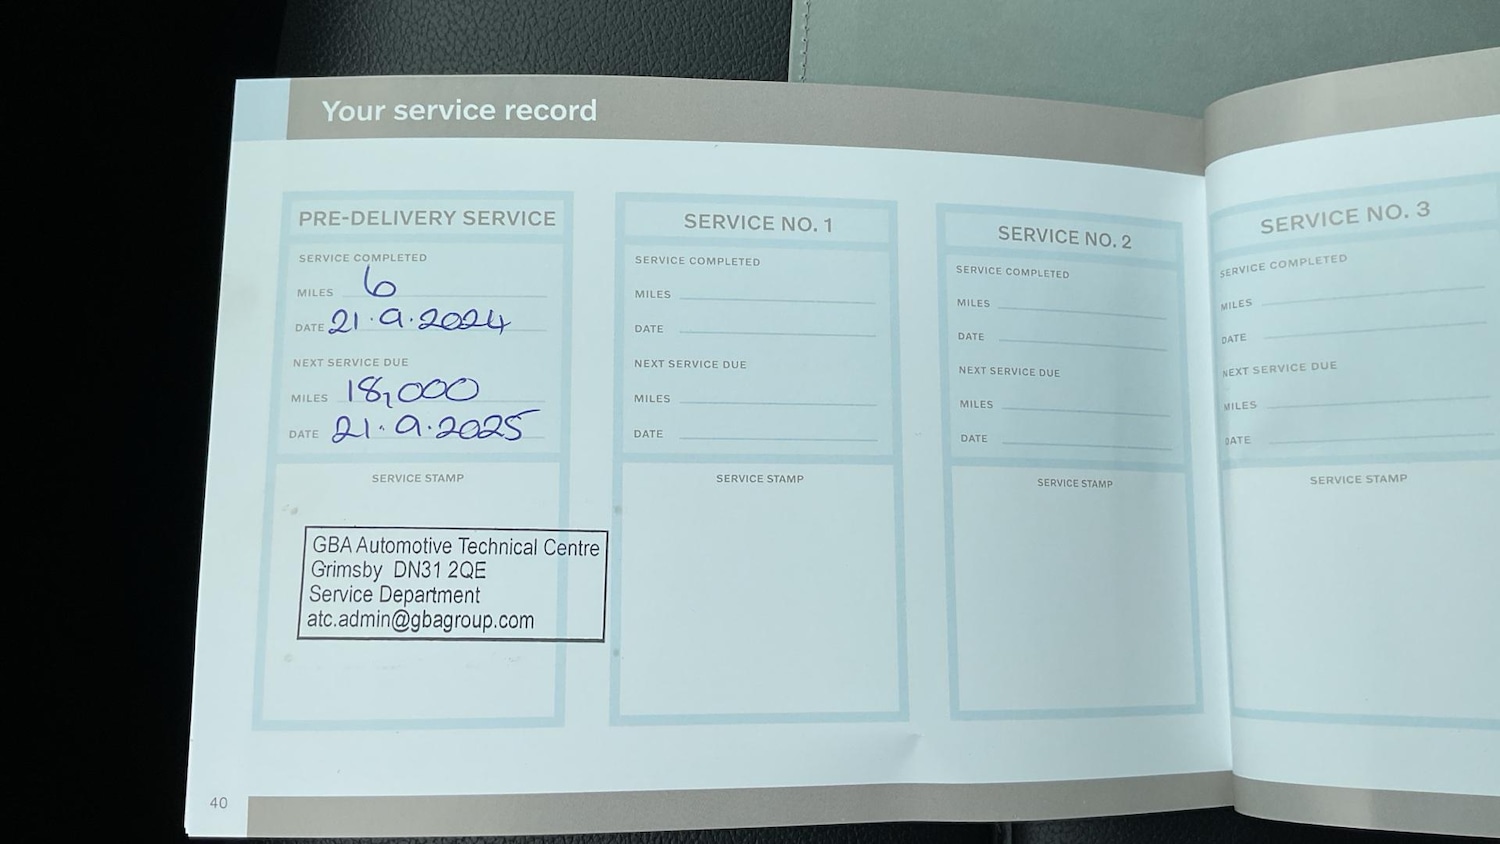 Your service record
PRE-DELIVERY SERVICE
SERVICE COMPLETED
MILES 6
DATE 21.9.2024
NEXT SERVICE DUE
MILES 18,000
DATE 21.9.2025
SERVICE STAMP
GBA Automotive Technical Centre
Grimsby DN31 2QE
Service Department
atc.admin@gbagroup.com
SERVICE NO. 1
SERVICE COMPLETED
MILES
DATE
NEXT SERVICE DUE
MILES
DATE
SERVICE STAMP
SERVICE NO. 2
SERVICE COMPLETED
MILES
DATE
NEXT SERVICE DUE
MILES
DATE
SERVICE STAMP
SERVICE NO. 3
SERVICE COMPLETED
MILES
DATE
NEXT SERVICE DUE
MILES
DATE
SERVICE STAMP
40